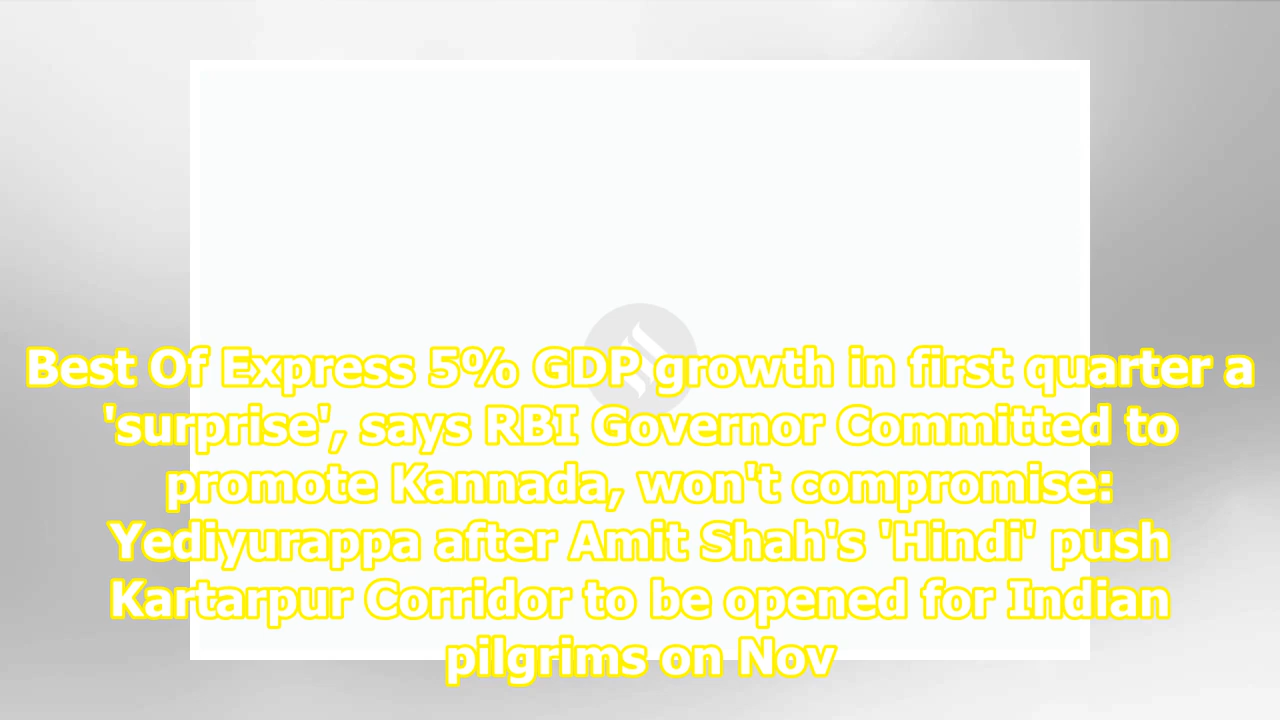 Best Of Express 5% GDP growth in first quarter a
'surprise', says RBI Governor Committed to
promote Kannada, won't compromise:
Yediyurappa after Amit Shah's 'Hindi' push
Kartarpur Corridor to be opened for Indian
pilgrims on Nov